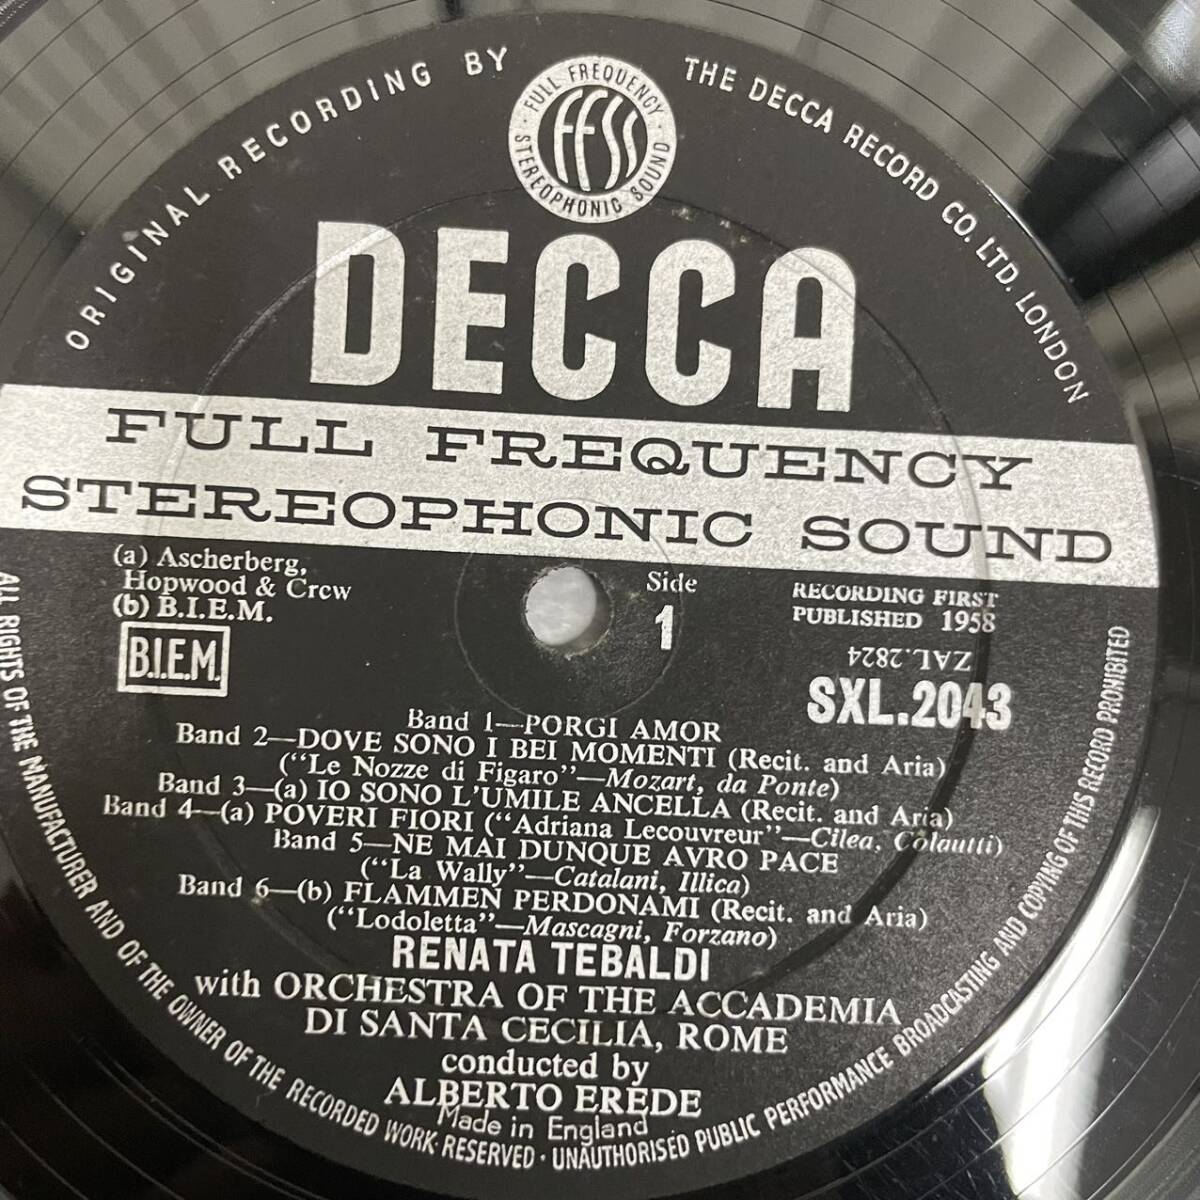 ORIGINAL RECORDING BY
THE DECCA RECORD CO. LTD. LONDON
FULL FREQUENCY
STEREOPHONIC SOUND
FFSS
DECCA
FULL FREQUENCY
STEREOPHONIC SOUND
(a) Ascherberg,
Hopwood & Crew
(b) B.I.E.M.
B.I.E.M.
Side
1
RECORDING FIRST
PUBLISHED 1958
ZAL.2824
SXL.2043
Band 1—PORGI AMOR
Band 2—DOVE SONO I BEI MOMENTI (Recit. and Aria)
("Le Nozze di Figaro"—Mozart, da Ponte)
Band 3—(a) IO SONO L'UMILE ANCELLA (Recit. and Aria)
Band 4—(a) POVERI FIORI ("Adriana Lecouvreur"—Cilea, Colautti)
Band 5—NE MAI DUNQUE AVRO PACE
("La Wally"—Catalani, Illica)
Band 6—(b) FLAMMEN PERDONAMI (Recit. and Aria)
("Lodoletta"—Mascagni, Forzano)
RENATA TEBALDI
with ORCHESTRA OF THE ACCADEMIA
DI SANTA CECILIA, ROME
conducted by
ALBERTO EREDE
Made in England
ALL RIGHTS OF THE MANUFACTURER AND OF THE OWNER OF THE RECORDED WORK RESERVED · UNAUTHORISED PUBLIC PERFORMANCE BROADCASTING AND COPYING OF THIS RECORD PROHIBITED